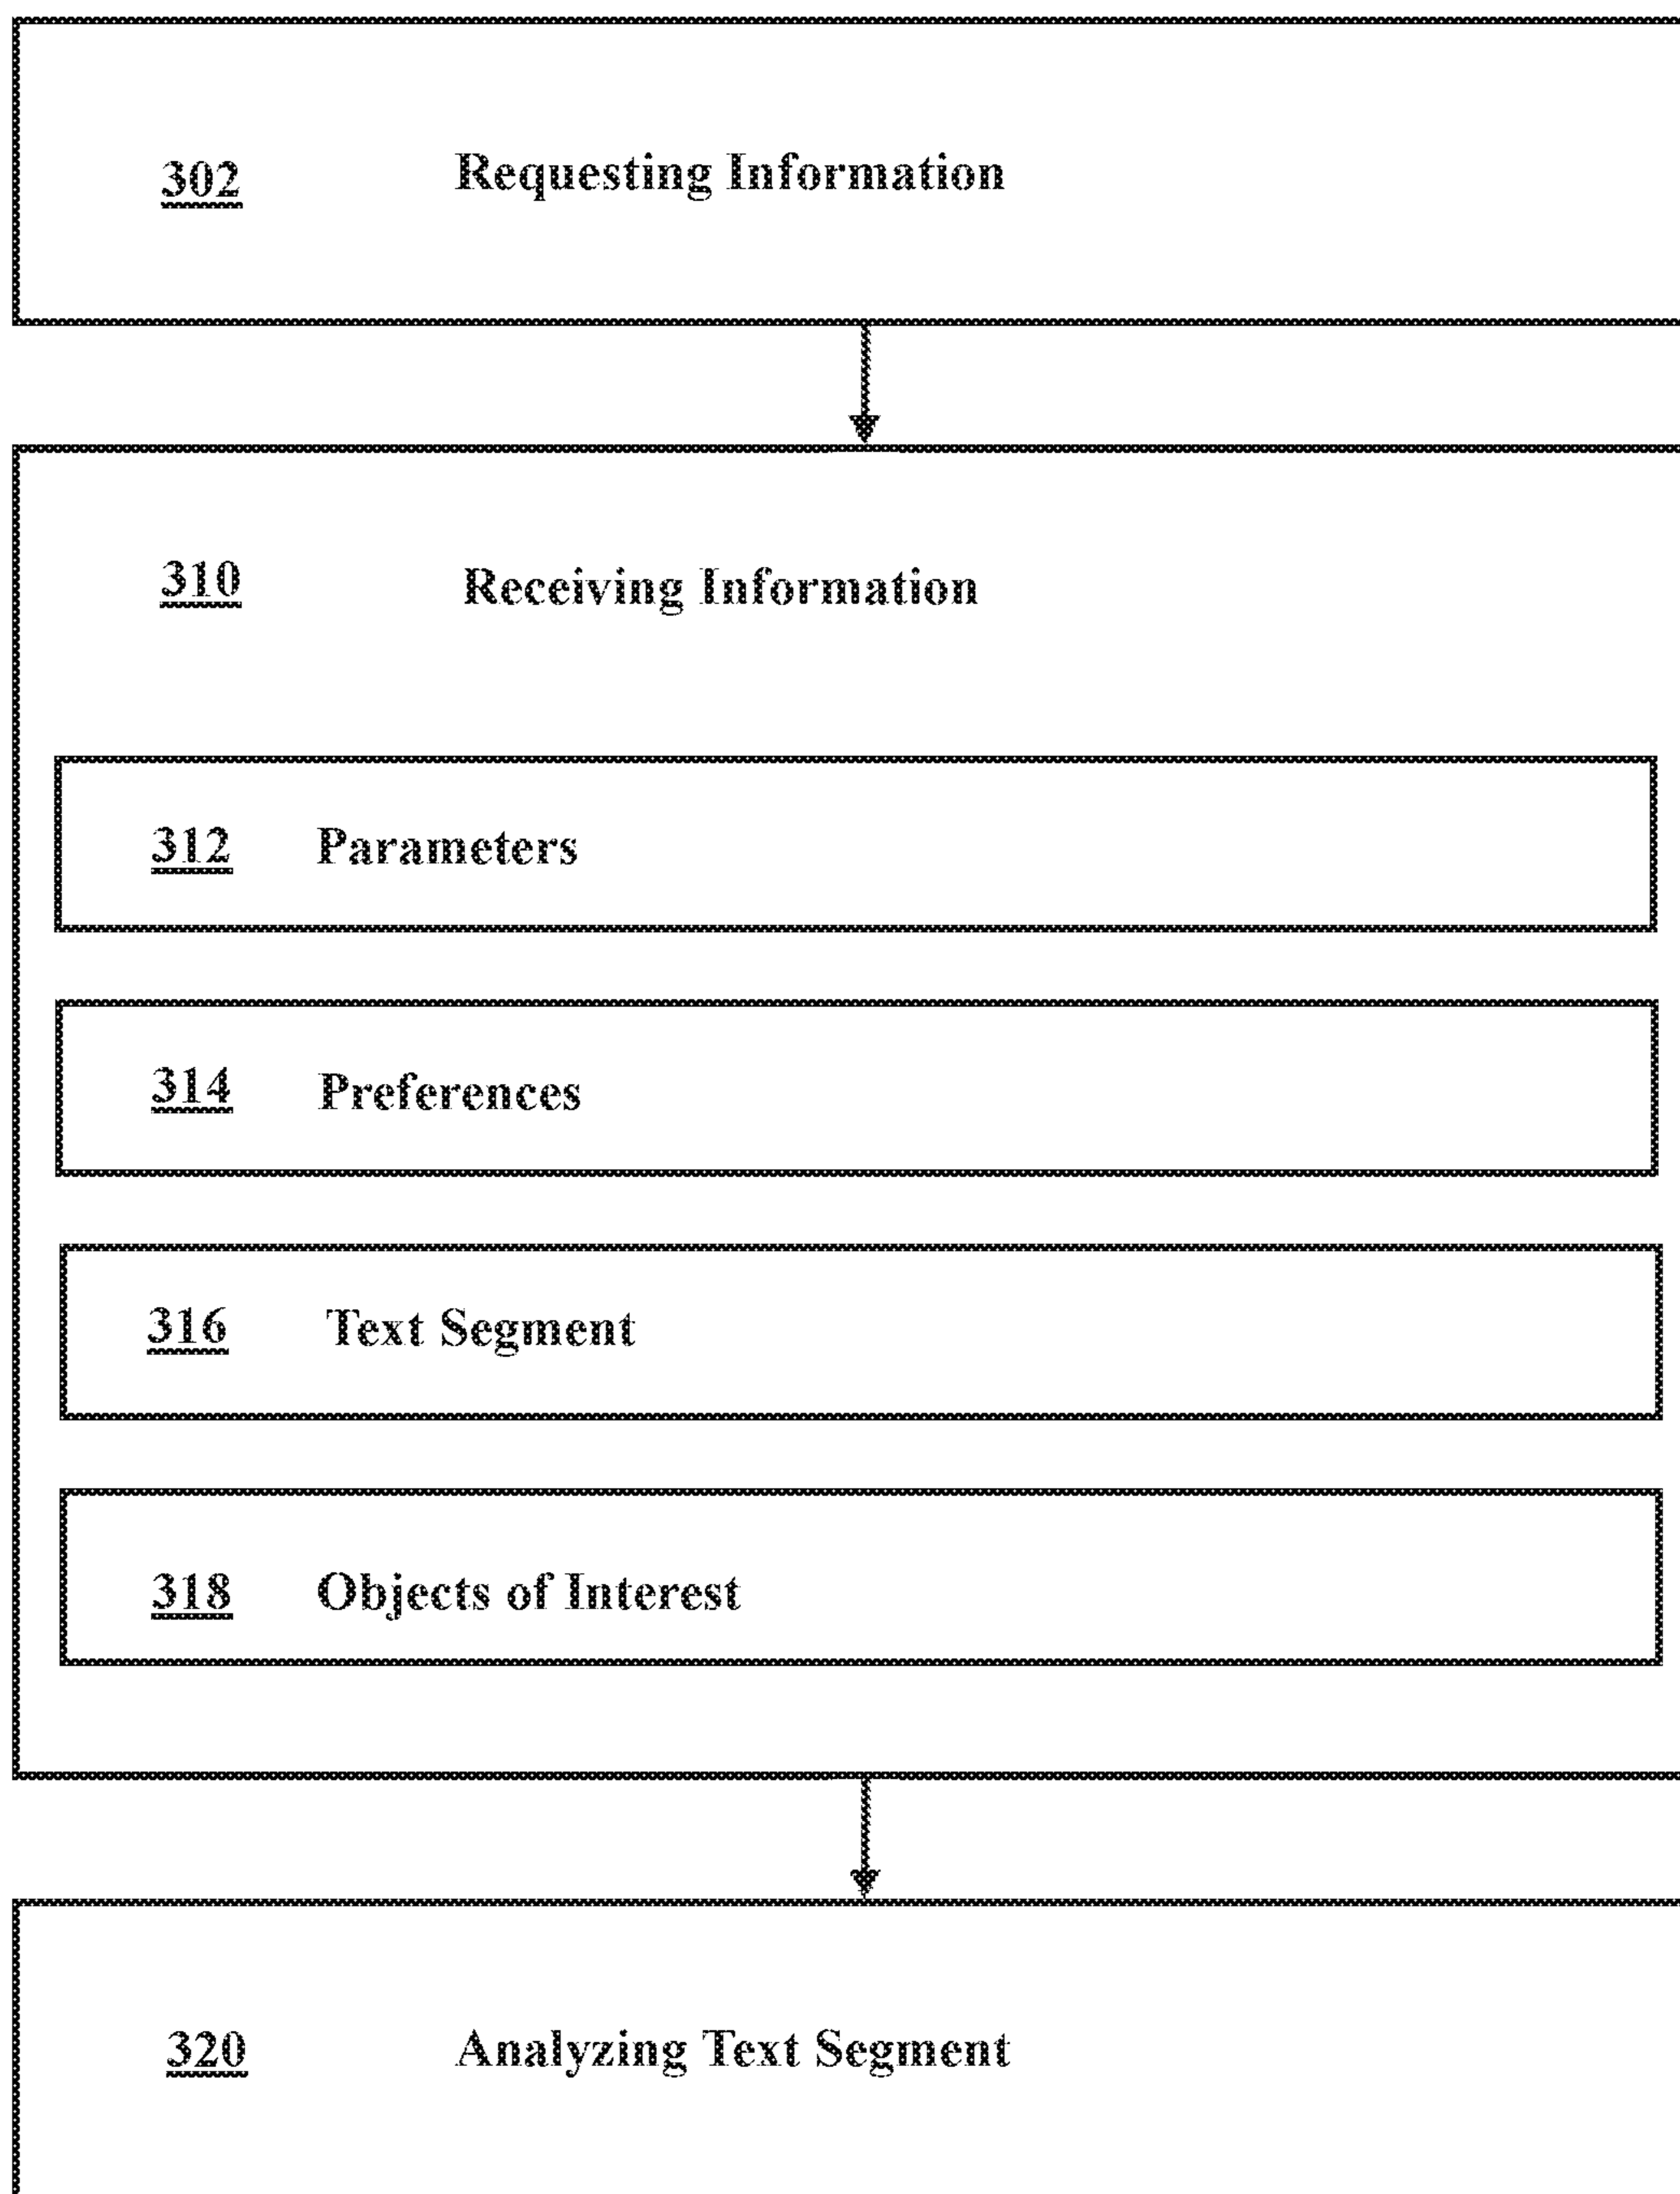 302 Requesting Information
310 Receiving Information
312 Parameters
314 Preferences
316 Text Segment
318 Objects of Interest
320 Analyzing Text Segment